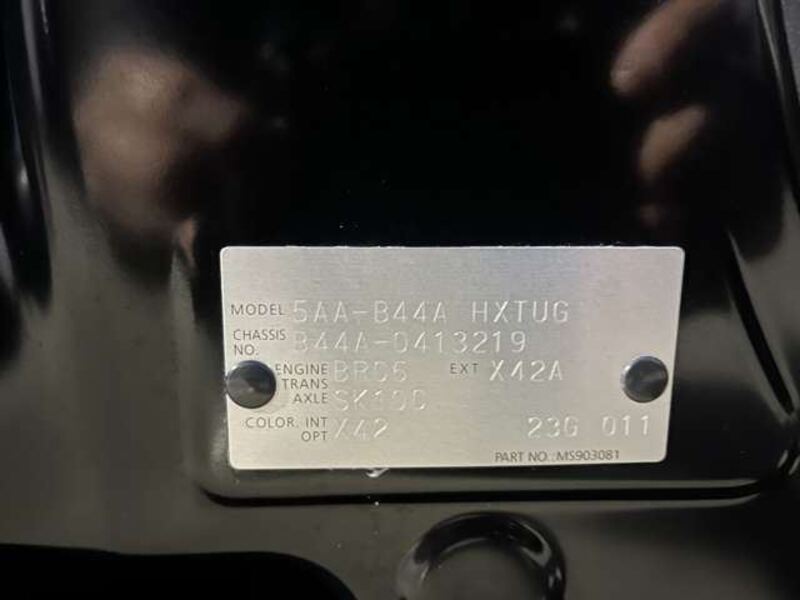 MODEL 5AA-B44A HXTUG
CHASSIS NO. B44A-0413219
ENGINE BR06 EXT X42A
TRANS AXLE SK10C
COLOR. INT X42 23G 011
OPT
PART NO.:MS903081